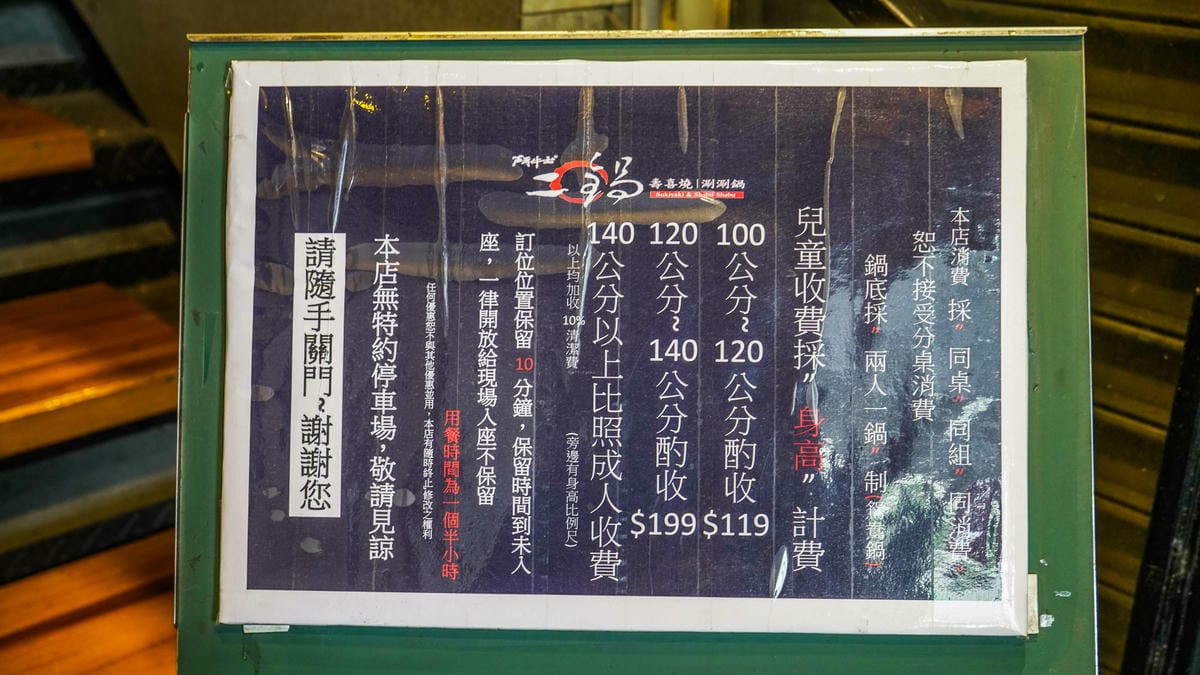 三自鍋
壽喜燒|涮涮鍋
Sukiyaki & Shabu Shabu
本店消費 採"同桌"同組"同消費"
恕不接受分桌消費
鍋底採"兩人一鍋"制(鴛鴦鍋)
兒童收費採"身高"計費
100公分~120公分酌收$119
120公分~140公分酌收$199
140公分以上比照成人收費
以上均加收10%清潔費 (旁邊有身高比例尺)
訂位位置保留10分鐘,保留時間到未入
座,一律開放給現場入座不保留
用餐時間為一個半小時
任何優惠恕不與其他優惠並用,本店有隨時終止修改之權利
本店無特約停車場,敬請見諒
請隨手關門~謝謝您